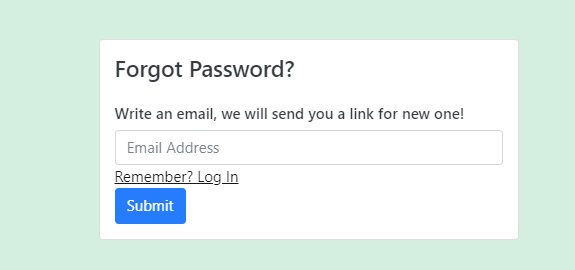 Forgot Password?
Write an email, we will send you a link for new one!
Email Address
Remember? Log In
Submit